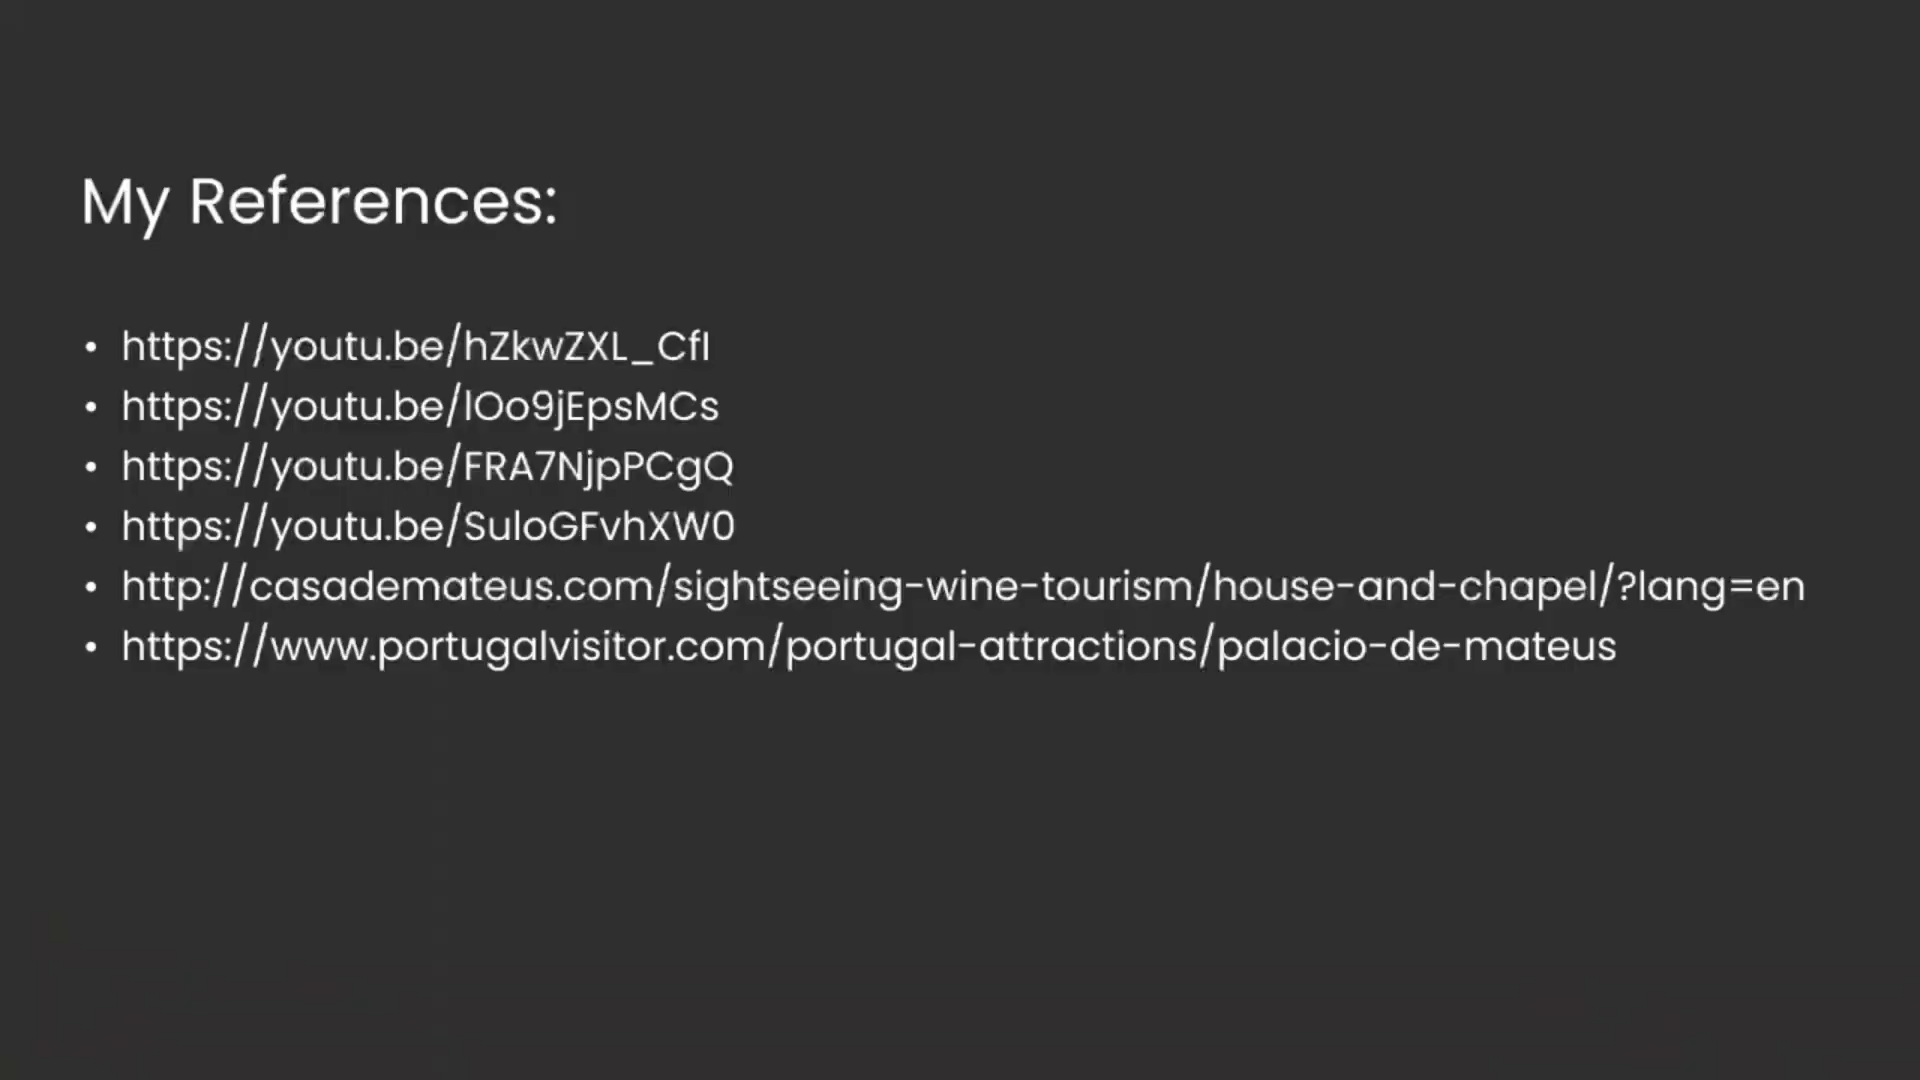 My References:
• https://youtu.be/hZkwZXL_CfI
• https://youtu.be/lOo9jEpsMCs
• https://youtu.be/FRA7NjpPCgQ
• https://youtu.be/SuloGFvhXW0
• http://casademateus.com/sightseeing-wine-tourism/house-and-chapel/?lang=en
• https://www.portugalvisitor.com/portugal-attractions/palacio-de-mateus